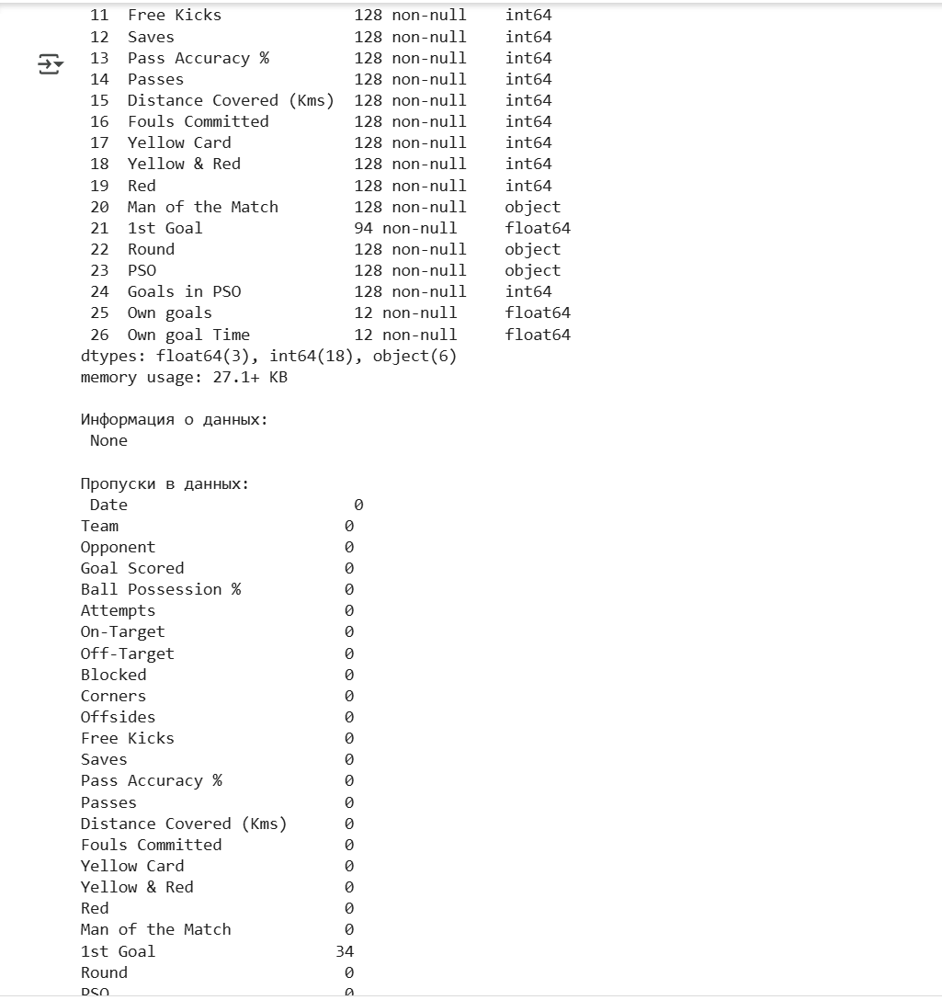 11  Free Kicks              128 non-null    int64
12  Saves                   128 non-null    int64
13  Pass Accuracy %         128 non-null    int64
14  Passes                  128 non-null    int64
15  Distance Covered (Kms)  128 non-null    int64
16  Fouls Committed         128 non-null    int64
17  Yellow Card             128 non-null    int64
18  Yellow & Red            128 non-null    int64
19  Red                     128 non-null    int64
20  Man of the Match        128 non-null    object
21  1st Goal                94 non-null     float64
22  Round                   128 non-null    object
23  PSO                     128 non-null    object
24  Goals in PSO            128 non-null    int64
25  Own goals               12 non-null     float64
26  Own goal Time           12 non-null     float64
dtypes: float64(3), int64(18), object(6)
memory usage: 27.1+ KB
Информация о данных:
None
Пропуски в данных:
Date                        0
Team                       0
Opponent                   0
Goal Scored                0
Ball Possession %          0
Attempts                   0
On-Target                  0
Off-Target                 0
Blocked                    0
Corners                    0
Offsides                   0
Free Kicks                 0
Saves                      0
Pass Accuracy %            0
Passes                     0
Distance Covered (Kms)     0
Fouls Committed            0
Yellow Card                0
Yellow & Red               0
Red                        0
Man of the Match           0
1st Goal                  34
Round                      0
PSO                        0